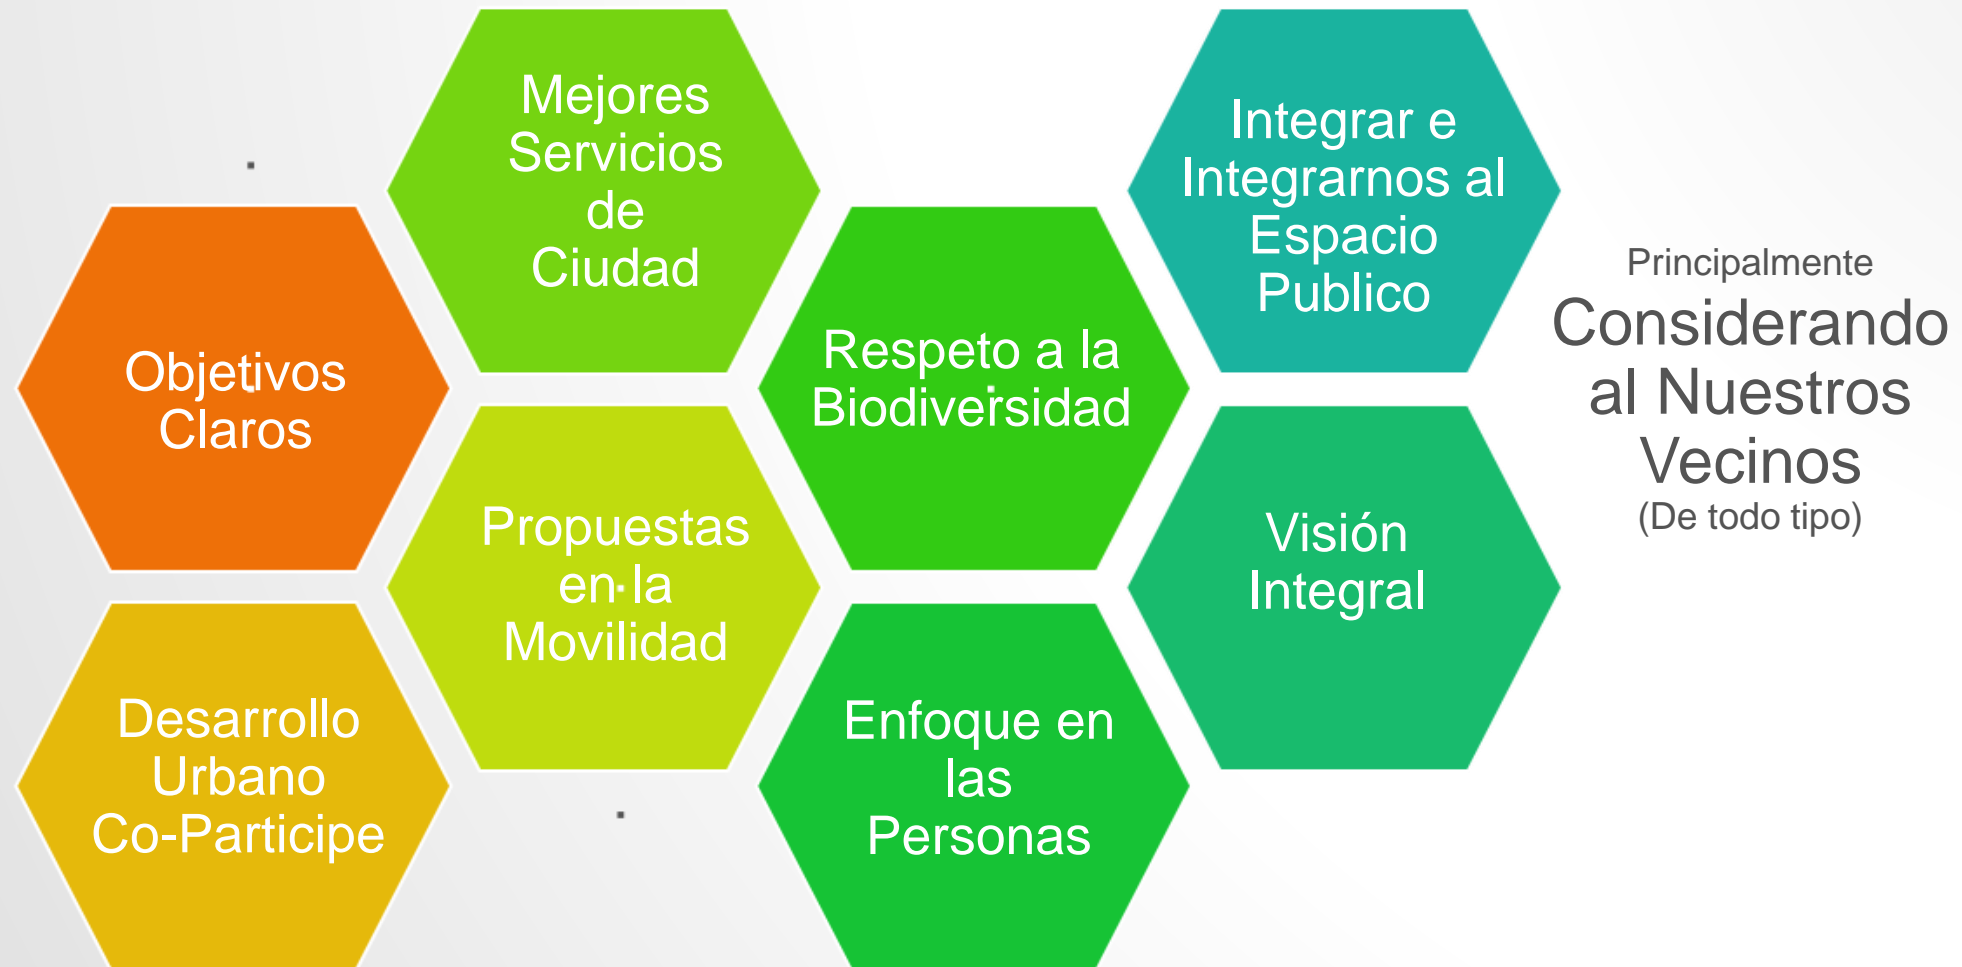 Mejores
Servicios
de
Ciudad
Integrar e
Integrarnos al
Espacio
Publico
Objetivos
Claros
Respeto a la
Biodiversidad
Principalmente
Considerando
al Nuestros
Vecinos
(De todo tipo)
Propuestas
en la
Movilidad
Visión
Integral
Desarrollo
Urbano
Co-Participe
Enfoque en
las
Personas